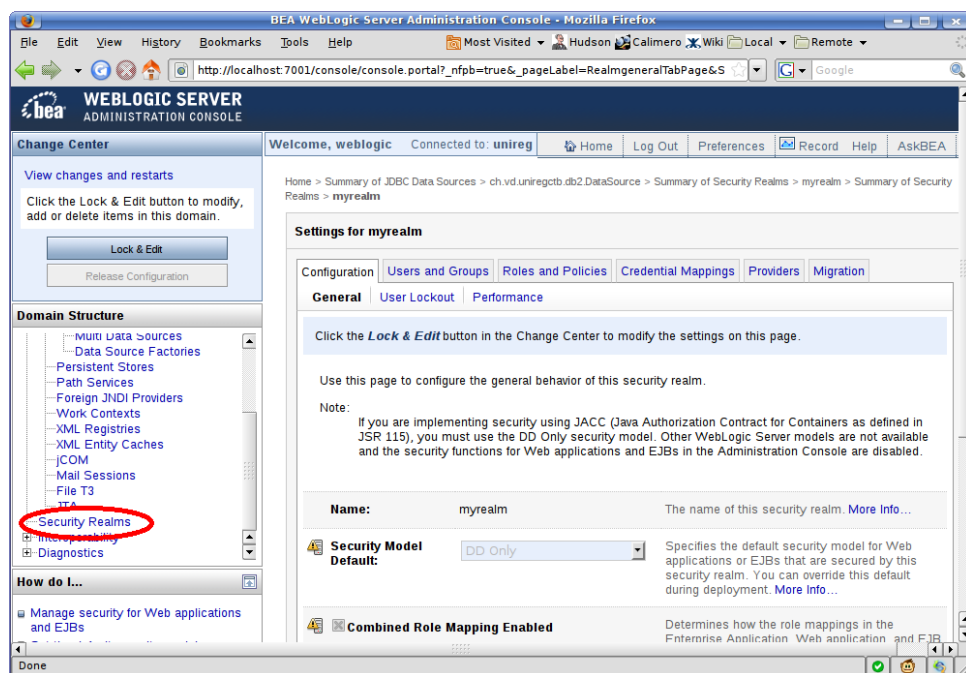 BEA WebLogic Server Administration Console - Mozilla Firefox
File Edit View History Bookmarks Tools Help Most Visited Hudson Calimero Wiki Local Remote
http://localhost:7001/console/console.portal?_nfpb=true&_pageLabel=RealmgeneralTabPage&S G Google
bea WEBLOGIC SERVER
ADMINISTRATION CONSOLE
Change Center
View changes and restarts
Click the Lock & Edit button to modify,
add or delete items in this domain.
Lock & Edit
Release Configuration
Domain Structure
Multi Data Sources
Data Source Factories
Persistent Stores
Path Services
Foreign JNDI Providers
Work Contexts
XML Registries
XML Entity Caches
jCOM
Mail Sessions
File T3
JTA
Security Realms
Interoperability
Diagnostics
How do I...
Manage security for Web applications
and EJBs
Welcome, weblogic Connected to: unireg Home Log Out Preferences Record Help AskBEA
Home > Summary of JDBC Data Sources > ch.vd.uniregctb.db2.DataSource > Summary of Security Realms > myrealm > Summary of Security
Realms > myrealm
Settings for myrealm
Configuration Users and Groups Roles and Policies Credential Mappings Providers Migration
General User Lockout Performance
Click the Lock & Edit button in the Change Center to modify the settings on this page.
Use this page to configure the general behavior of this security realm.
Note:
If you are implementing security using JACC (Java Authorization Contract for Containers as defined in
JSR 115), you must use the DD Only security model. Other WebLogic Server models are not available
and the security functions for Web applications and EJBs in the Administration Console are disabled.
Name: myrealm The name of this security realm. More Info...
Security Model
Default:
DD Only
Specifies the default security model for Web
applications or EJBs that are secured by this
security realm. You can override this default
during deployment. More Info...
Combined Role Mapping Enabled
Determines how the role mappings in the
Enterprise Application, Web application, and EJB
Done